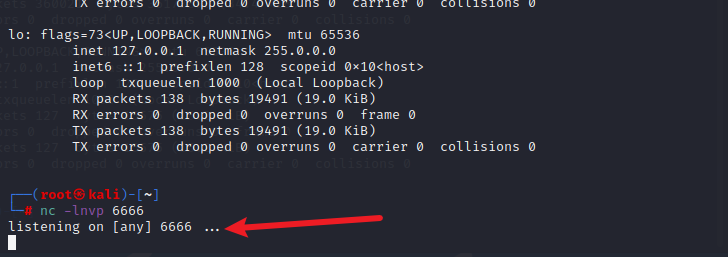 TX errors 0 dropped 0 overruns 0 carrier 0 collisions 0
lo: flags=73<UP,LOOPBACK,RUNNING> mtu 65536
inet 127.0.0.1 netmask 255.0.0.0
inet6 ::1 prefixlen 128 scopeid 0×10<host>
loop txqueuelen 1000 (Local Loopback)
RX packets 138 bytes 19491 (19.0 KiB)
RX errors 0 dropped 0 overruns 0 frame 0
TX packets 138 bytes 19491 (19.0 KiB)
TX errors 0 dropped 0 overruns 0 carrier 0 collisions 0
┌──(root㉿kali)-[~]
└─# nc -lnvp 6666
listening on [any] 6666 ...